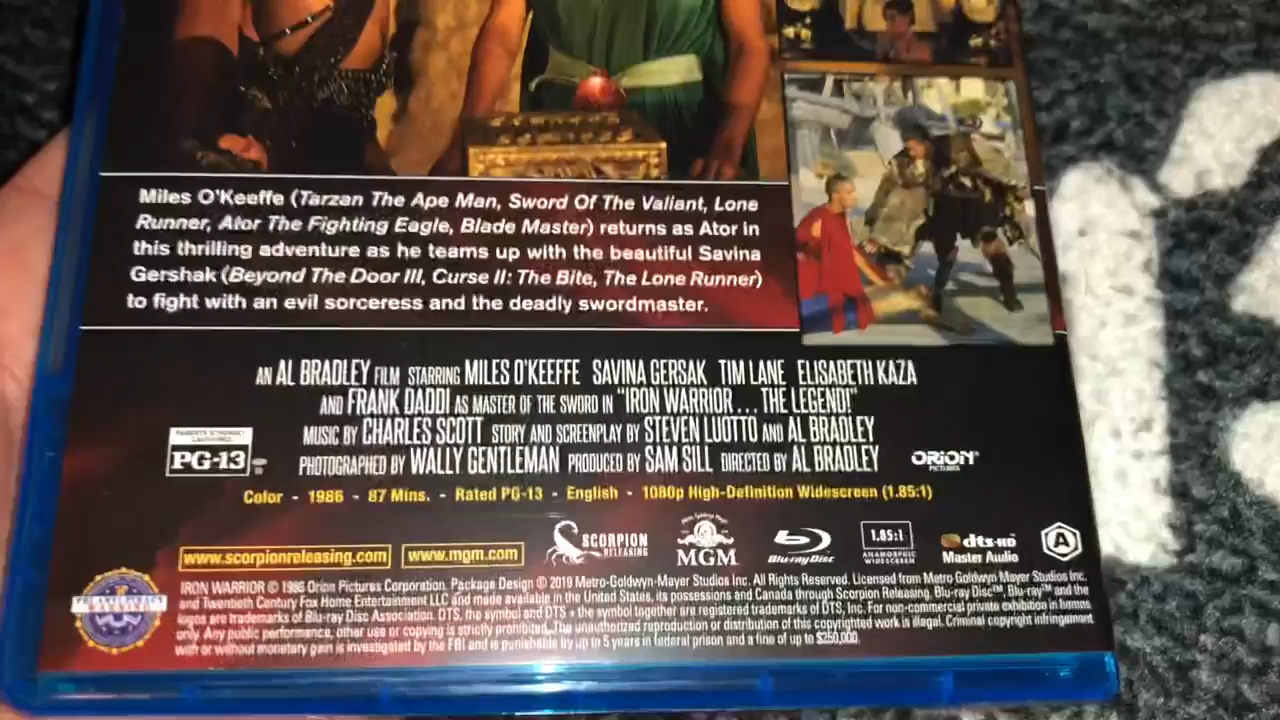 Miles O'Keeffe (Tarzan The Ape Man, Sword Of The Valiant, Lone
Runner, Ator The Fighting Eagle, Blade Master) returns as Ator in
this thrilling adventure as he teams up with the beautiful Savina
Gershak (Beyond The Door III, Curse II: The Bite, The Lone Runner)
to fight with an evil sorceress and the deadly swordmaster.
AN AL BRADLEY FILM STARRING MILES O'KEEFFE SAVINA GERSAK TIM LANE ELISABETH KAZA
AND FRANK DADDI AS MASTER OF THE SWORD IN "IRON WARRIOR... THE LEGEND!"
MUSIC BY CHARLES SCOTT STORY AND SCREENPLAY BY STEVEN LUOTTO AND AL BRADLEY
PHOTOGRAPHED BY WALLY GENTLEMAN PRODUCED BY SAM SILL DIRECTED BY AL BRADLEY
PG-13
ORION
PICTURES
Color - 1986 - 87 Mins. - Rated PG-13 - English - 1080p High-Definition Widescreen (1.85:1)
www.scorpionreleasing.com
www.mgm.com
SCORPION
RELEASING
MGM
Blu-ray Disc
1.85:1
ANAMORPHIC
WIDESCREEN
dts-HD
Master Audio
A
IRON WARRIOR © 1986 Orion Pictures Corporation. Package Design © 2019 Metro-Goldwyn-Mayer Studios Inc. All Rights Reserved. Licensed from Metro Goldwyn Mayer Studios Inc.
and Twentieth Century Fox Home Entertainment LLC and made available in the United States, its possessions and Canada through Scorpion Releasing. Blu-ray Disc™, Blu-ray™ and the
logos are trademarks of Blu-ray Disc Association. DTS, the symbol and DTS + the symbol together are registered trademarks of DTS, Inc. For non-commercial private exhibition in homes
only. Any public performance, other use or copying is strictly prohibited. The unauthorized reproduction or distribution of this copyrighted work is illegal. Criminal copyright infringement
with or without monetary gain is investigated by the FBI and is punishable by up to 5 years in federal prison and a fine of up to $250,000.